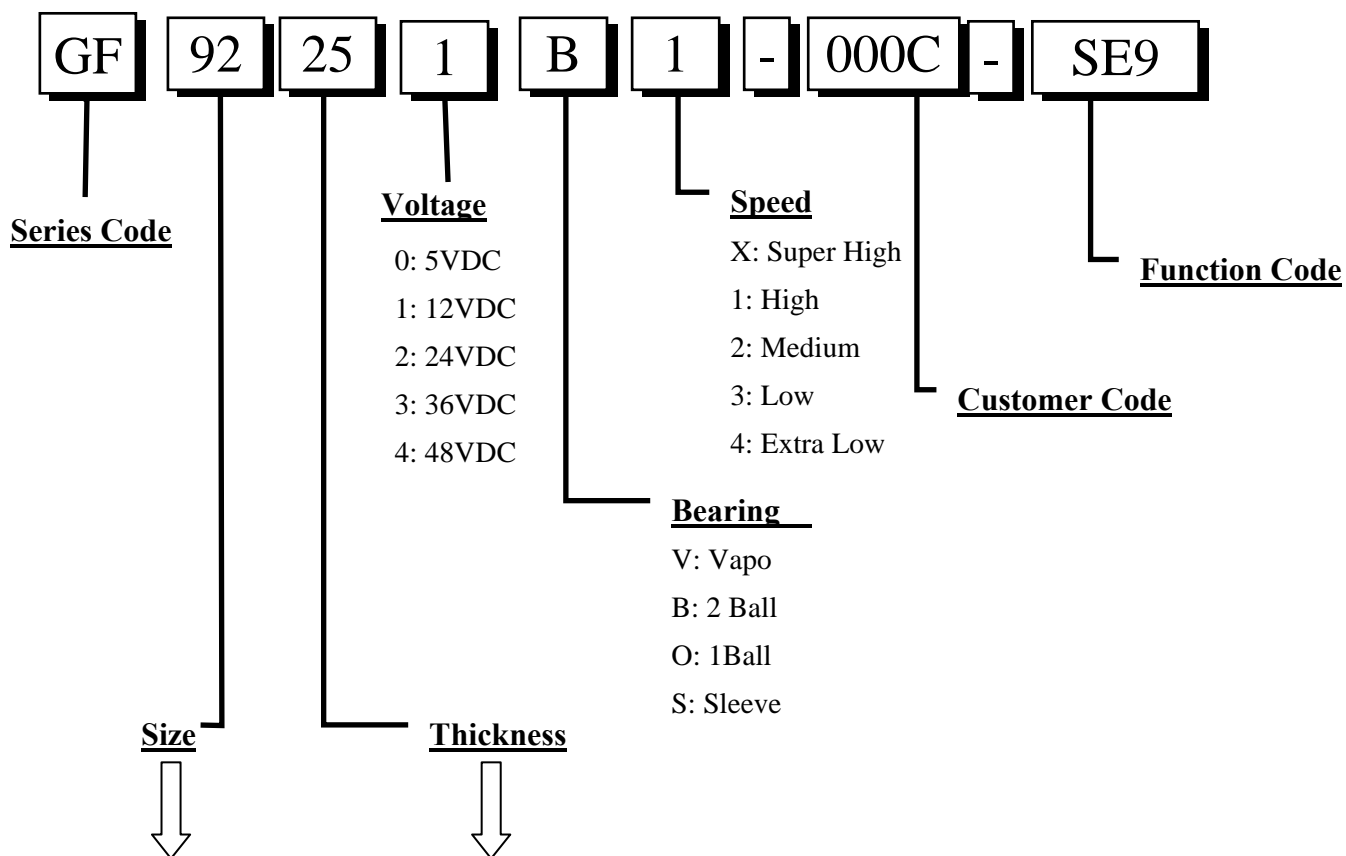 GF 92 25 1 B 1 - 000C - SE9
Series Code
Voltage
0: 5VDC
1: 12VDC
2: 24VDC
3: 36VDC
4: 48VDC
Speed
X: Super High
1: High
2: Medium
3: Low
4: Extra Low
Function Code
Customer Code
Bearing
V: Vapo
B: 2 Ball
O: 1Ball
S: Sleeve
Size
Thickness